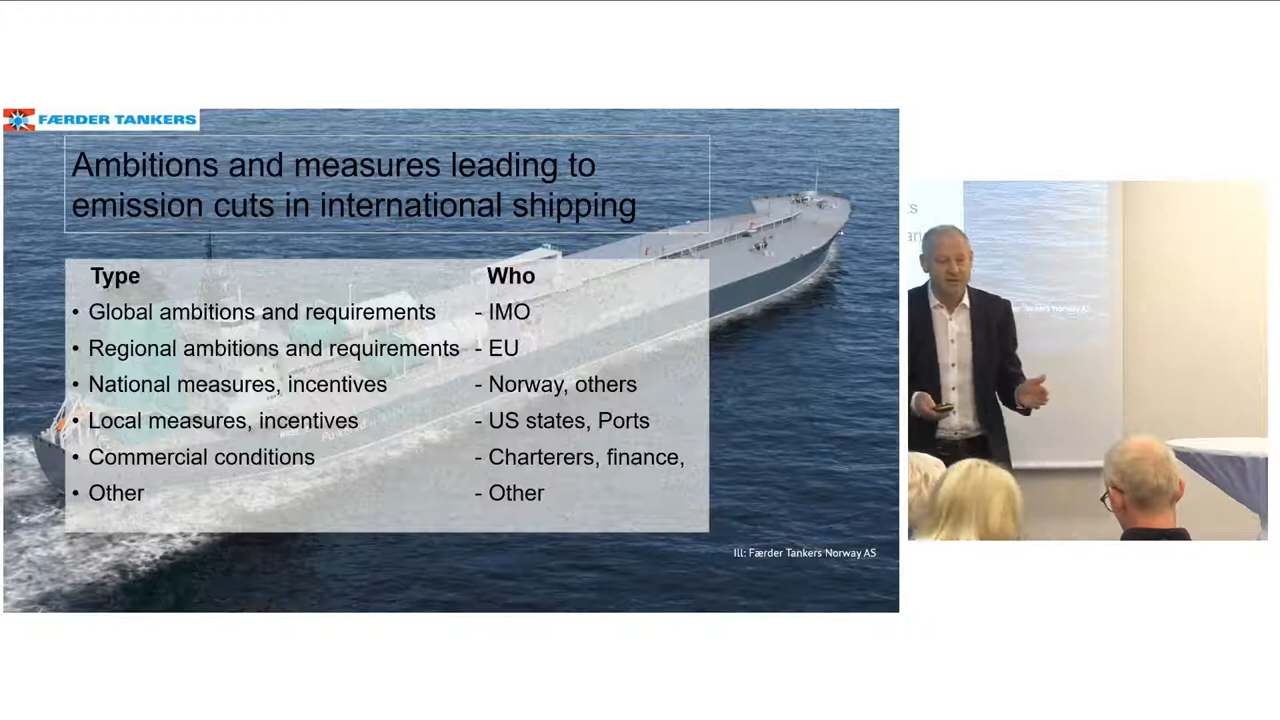 FÆRDER TANKERS
Ambitions and measures leading to
emission cuts in international shipping
Type Who
• Global ambitions and requirements - IMO
• Regional ambitions and requirements - EU
• National measures, incentives - Norway, others
• Local measures, incentives - US states, Ports
• Commercial conditions - Charterers, finance,
• Other - Other
Ill: Færder Tankers Norway AS